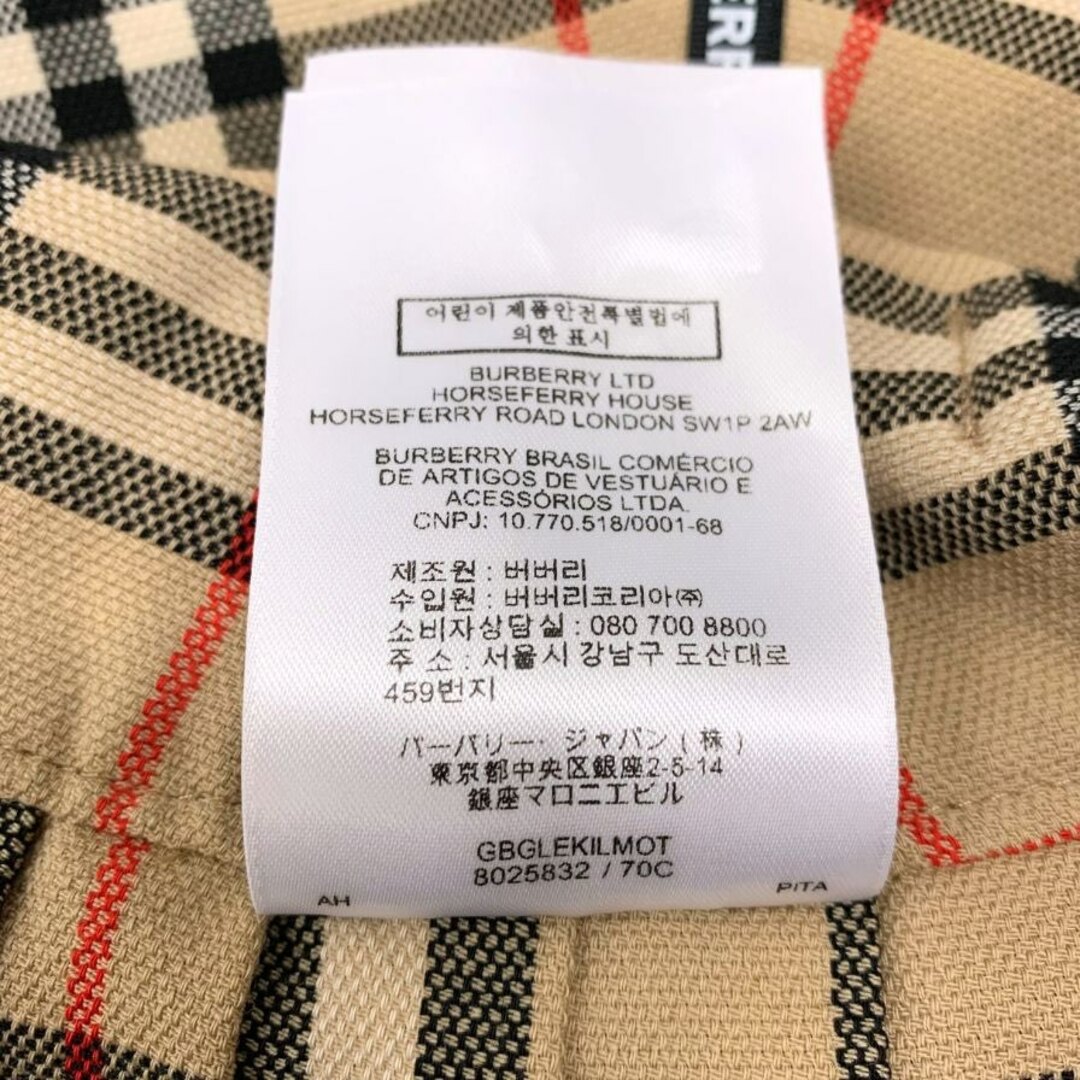 어린이 제품안전특별법에
의한 표시
BURBERRY LTD
HORSEFERRY HOUSE
HORSEFERRY ROAD LONDON SW1P 2AW
BURBERRY BRASIL COMÉRCIO
DE ARTIGOS DE VESTUÁRIO E
ACESSÓRIOS LTDA.
CNPJ: 10.770.518/0001-68
제조원 : 버버리
수입원 : 버버리코리아㈜
소비자상담실 : 080 700 8800
주 소 : 서울시 강남구 도산대로
459번지
バーバリー・ジャパン(株)
東京都中央区銀座2-5-14
銀座マロニエビル
GBGLEKILMOT
8025832 / 70C
AH
PITA